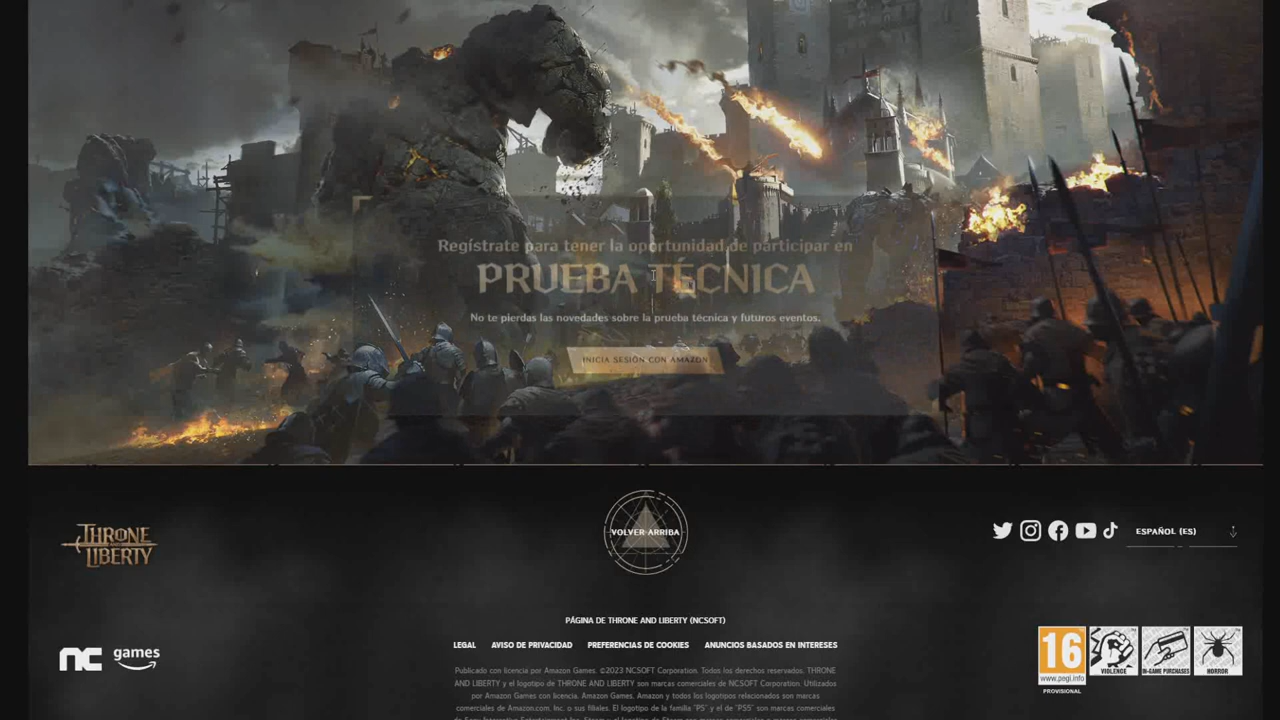 Regístrate para tener la oportunidad de participar en
PRUEBA TÉCNICA
No te pierdas las novedades sobre la prueba técnica y futuros eventos.
INICIA SESIÓN CON AMAZON
THRONE
AND
LIBERTY
VOLVER ARRIBA
ESPAÑOL (ES)
PÁGINA DE THRONE AND LIBERTY (NCSOFT)
LEGAL AVISO DE PRIVACIDAD PREFERENCIAS DE COOKIES ANUNCIOS BASADOS EN INTERESES
nc games
Publicado con licencia por Amazon Games. ©2023 NCSOFT Corporation. Todos los derechos reservados. THRONE
AND LIBERTY y el logotipo de THRONE AND LIBERTY son marcas comerciales de NCSOFT Corporation. Utilizados
por Amazon Games con licencia. Amazon Games, Amazon y todos los logotipos relacionados son marcas
comerciales de Amazon.com, Inc. o sus filiales. El logotipo de la familia "PS" y el de "PS5" son marcas comerciales
16
www.pegi.info
PROVISIONAL
VIOLENCE
IN-GAME PURCHASES
HORROR